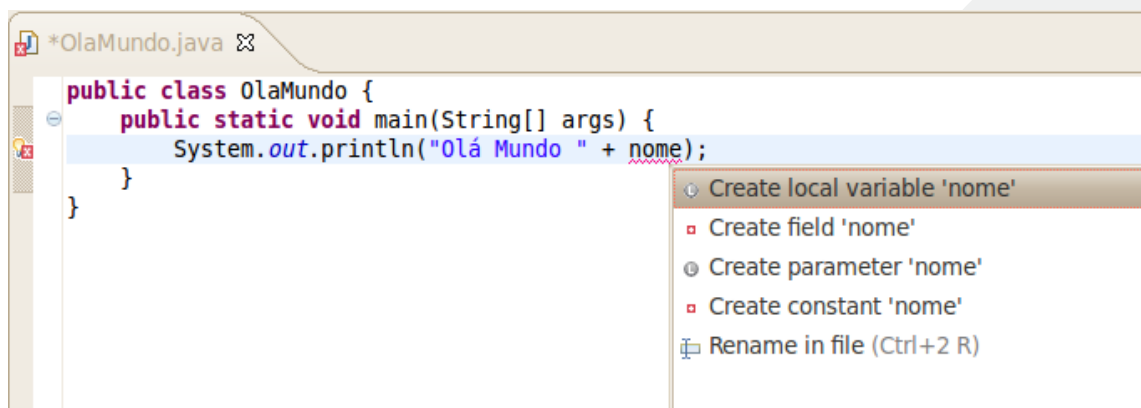 *OlaMundo.java
public class OlaMundo {
public static void main(String[] args) {
System.out.println("Olá Mundo " + nome);
}
}
Create local variable 'nome'
Create field 'nome'
Create parameter 'nome'
Create constant 'nome'
Rename in file (Ctrl+2 R)